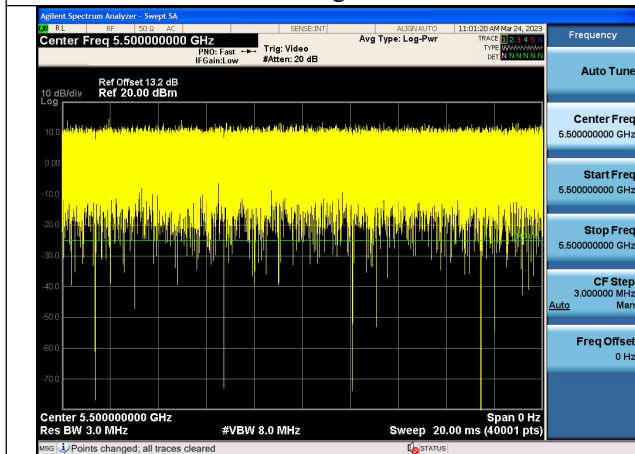 Agilent Spectrum Analyzer - Swept SA
RL RF 50 Ω AC SENSE:INT ALIGN AUTO 11:01:20 AM Mar 24, 2023
Center Freq 5.500000000 GHz
PNO: Fast
IFGain:Low
Trig: Video
#Atten: 20 dB
Avg Type: Log-Pwr
TRACE 1 2 3 4 5 6
TYPE
DET N N N N N N
Ref Offset 13.2 dB
10 dB/div Ref 20.00 dBm
Log
10.0
0.00
-10.0
-20.0
-30.0
-40.0
-50.0
-60.0
-70.0
Center 5.500000000 GHz Span 0 Hz
Res BW 3.0 MHz #VBW 8.0 MHz Sweep 20.00 ms (40001 pts)
MSG Points changed; all traces cleared STATUS
Frequency
Auto Tune
Center Freq
5.500000000 GHz
Start Freq
5.500000000 GHz
Stop Freq
5.500000000 GHz
CF Step
3.000000 MHz
Auto Man
Freq Offset
0 Hz